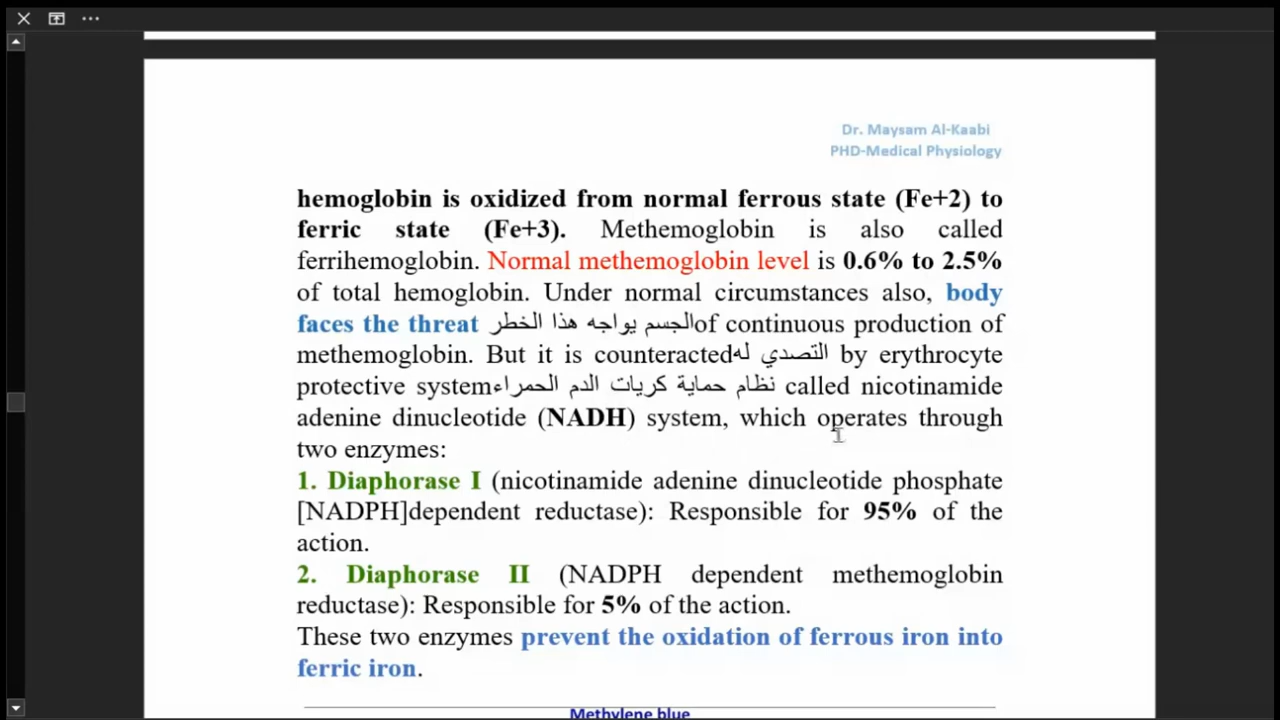 Dr. Maysam Al-Kaabi
PHD-Medical Physiology
hemoglobin is oxidized from normal ferrous state (Fe+2) to
ferric state (Fe+3). Methemoglobin is also called
ferrihemoglobin. Normal methemoglobin level is 0.6% to 2.5%
of total hemoglobin. Under normal circumstances also, body
faces the threat الجسم يواجه هذا الخطرof continuous production of
methemoglobin. But it is counteractedالتصدي له by erythrocyte
protective systemنظام حماية كريات الدم الحمراء called nicotinamide
adenine dinucleotide (NADH) system, which operates through
two enzymes:
1. Diaphorase I (nicotinamide adenine dinucleotide phosphate
[NADPH]dependent reductase): Responsible for 95% of the
action.
2. Diaphorase II (NADPH dependent methemoglobin
reductase): Responsible for 5% of the action.
These two enzymes prevent the oxidation of ferrous iron into
ferric iron.
Methylene blue